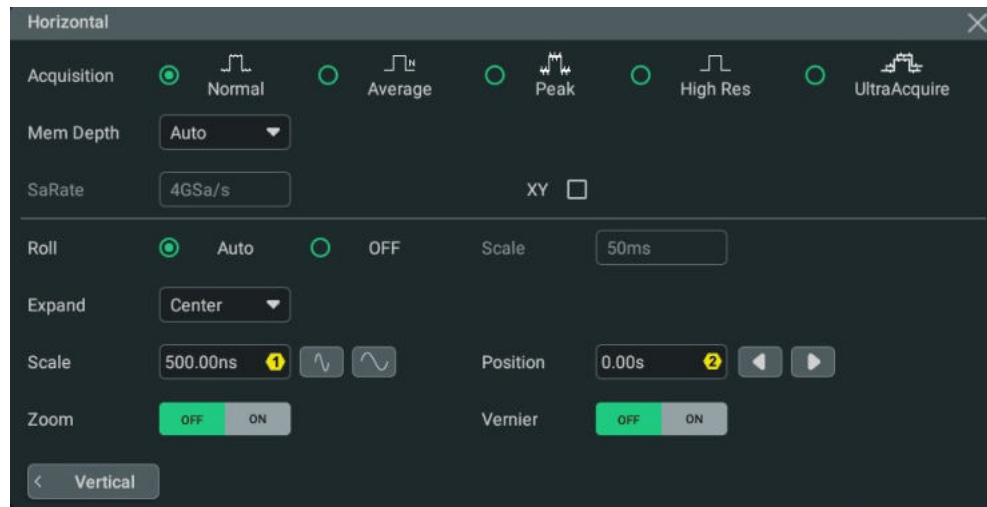 Horizontal
Acquisition Normal N Average Peak High Res UltraAcquire
Mem Depth Auto
SaRate 4GSa/s XY
Roll Auto OFF Scale 50ms
Expand Center
Scale 500.00ns 1 Position 0.00s 2
Zoom OFF ON Vernier OFF ON
< Vertical